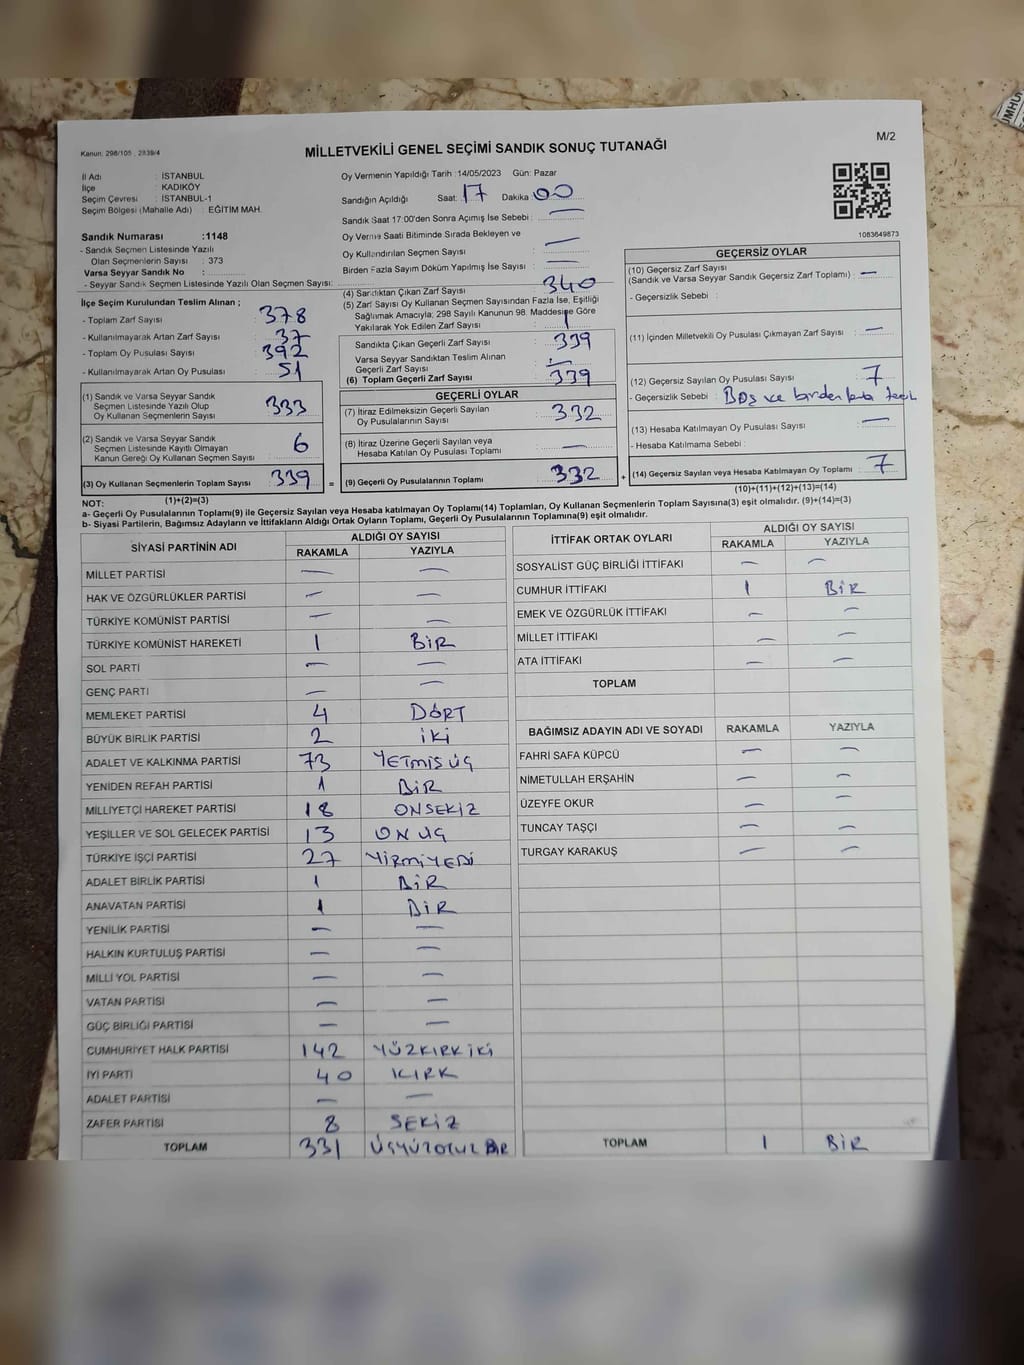 M/2
Kanun: 298/105 , 2839/4
MİLLETVEKİLİ GENEL SEÇİMİ SANDIK SONUÇ TUTANAĞI
İl Adı : İSTANBUL
İlçe : KADIKÖY
Seçim Çevresi : İSTANBUL-1
Seçim Bölgesi (Mahalle Adı) : EĞİTİM MAH.
Sandık Numarası :1148
- Sandık Seçmen Listesinde Yazılı
Olan Seçmenlerin Sayısı : 373
Varsa Seyyar Sandık No :
- Seyyar Sandık Seçmen Listesinde Yazılı Olan Seçmen Sayısı:
İlçe Seçim Kurulundan Teslim Alınan ;
- Toplam Zarf Sayısı : 378
- Kullanılmayarak Artan Zarf Sayısı : 37
- Toplam Oy Pusulası Sayısı : 392
- Kullanılmayarak Artan Oy Pusulası : 51
(1) Sandık ve Varsa Seyyar Sandık
Seçmen Listesinde Yazılı Olup
Oy Kullanan Seçmenlerin Sayısı : 333
(2) Sandık ve Varsa Seyyar Sandık
Seçmen Listesinde Kayıtlı Olmayan
Kanun Gereği Oy Kullanan Seçmen Sayısı : 6
(3) Oy Kullanan Seçmenlerin Toplam Sayısı : 339
(1)+(2)=(3)
Oy Vermenin Yapıldığı Tarih :14/05/2023 Gün: Pazar
Sandığın Açıldığı Saat: 17 Dakika 00
Sandık Saat 17:00'den Sonra Açımış İse Sebebi : —
Oy Verme Saati Bitiminde Sırada Bekleyen ve
Oy Kullandırılan Seçmen Sayısı : —
Birden Fazla Sayım Döküm Yapılmış İse Sayısı : —
(4) Sandıktan Çıkan Zarf Sayısı : 340
(5) Zarf Sayısı Oy Kullanan Seçmen Sayısından Fazla İse, Eşitliği
Sağlamak Amacıyla; 298 Sayılı Kanunun 98. Maddesine Göre
Yakılarak Yok Edilen Zarf Sayısı : 1
Sandıkta Çıkan Geçerli Zarf Sayısı : 339
Varsa Seyyar Sandıktan Teslim Alınan
Geçerli Zarf Sayısı : —
(6) Toplam Geçerli Zarf Sayısı : 339
GEÇERLİ OYLAR
(7) İtiraz Edilmeksizin Geçerli Sayılan
Oy Pusulalarının Sayısı : 332
(8) İtiraz Üzerine Geçerli Sayılan veya
Hesaba Katılan Oy Pusulası Toplamı : —
= (9) Geçerli Oy Pusulalarının Toplamı : 332 +
1083649873
GEÇERSİZ OYLAR
(10) Geçersiz Zarf Sayısı
(Sandık ve Varsa Seyyar Sandık Geçersiz Zarf Toplamı) : —
- Geçersizlik Sebebi :
(11) İçinden Milletvekili Oy Pusulası Çıkmayan Zarf Sayısı : —
(12) Geçersiz Sayılan Oy Pusulası Sayısı : 7
- Geçersizlik Sebebi : Boş ve birden
(13) Hesaba Katılmayan Oy Pusulası Sayısı : —
- Hesaba Katılmama Sebebi :
(14) Geçersiz Sayılan veya Hesaba Katılmayan Oy Toplamı : 7
(10)+(11)+(12)+(13)=(14)
NOT:
a- Geçerli Oy Pusulalarının Toplamı(9) ile Geçersiz Sayılan veya Hesaba katılmayan Oy Toplamı(14) Toplamları, Oy Kullanan Seçmenlerin Toplam Sayısına(3) eşit olmalıdır. (9)+(14)=(3)
b- Siyasi Partilerin, Bağımsız Adayların ve İttifakların Aldığı Ortak Oyların Toplamı, Geçerli Oy Pusulalarının Toplamına(9) eşit olmalıdır.
SİYASİ PARTİNİN ADI ALDIĞI OY SAYISI
RAKAMLA YAZIYLA
MİLLET PARTİSİ — —
HAK VE ÖZGÜRLÜKLER PARTİSİ — —
TÜRKİYE KOMÜNİST PARTİSİ — —
TÜRKİYE KOMÜNİST HAREKETİ 1 BİR
SOL PARTİ — —
GENÇ PARTİ — —
MEMLEKET PARTİSİ 4 DÖRT
BÜYÜK BİRLİK PARTİSİ 2 İKİ
ADALET VE KALKINMA PARTİSİ 73 YETMİŞ ÜÇ
YENİDEN REFAH PARTİSİ 1 BİR
MİLLİYETÇİ HAREKET PARTİSİ 18 ONSEKİZ
YEŞİLLER VE SOL GELECEK PARTİSİ 13 ON ÜÇ
TÜRKİYE İŞÇİ PARTİSİ 27 YİRMİYEDİ
ADALET BİRLİK PARTİSİ 1 BİR
ANAVATAN PARTİSİ 1 BİR
YENİLİK PARTİSİ — —
HALKIN KURTULUŞ PARTİSİ — —
MİLLİ YOL PARTİSİ — —
VATAN PARTİSİ — —
GÜÇ BİRLİĞİ PARTİSİ — —
CUMHURİYET HALK PARTİSİ 142 YÜZKIRK İKİ
İYİ PARTİ 40 KIRK
ADALET PARTİSİ — —
ZAFER PARTİSİ 8 SEKİZ
TOPLAM 331 ÜÇYÜZOTUZ BİR
İTTİFAK ORTAK OYLARI ALDIĞI OY SAYISI
RAKAMLA YAZIYLA
SOSYALİST GÜÇ BİRLİĞİ İTTİFAKI — —
CUMHUR İTTİFAKI 1 BİR
EMEK VE ÖZGÜRLÜK İTTİFAKI — —
MİLLET İTTİFAKI — —
ATA İTTİFAKI — —
TOPLAM
BAĞIMSIZ ADAYIN ADI VE SOYADI RAKAMLA YAZIYLA
FAHRİ SAFA KÜPCÜ — —
NİMETULLAH ERŞAHİN — —
ÜZEYFE OKUR — —
TUNCAY TAŞÇI — —
TURGAY KARAKUŞ — —
TOPLAM 1 BİR